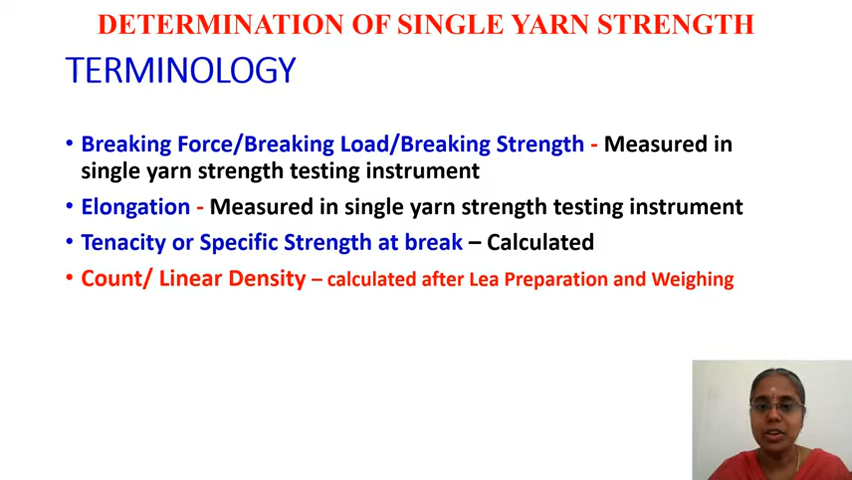 DETERMINATION OF SINGLE YARN STRENGTH
TERMINOLOGY
• Breaking Force/Breaking Load/Breaking Strength - Measured in
single yarn strength testing instrument
• Elongation - Measured in single yarn strength testing instrument
• Tenacity or Specific Strength at break – Calculated
• Count/ Linear Density – calculated after Lea Preparation and Weighing